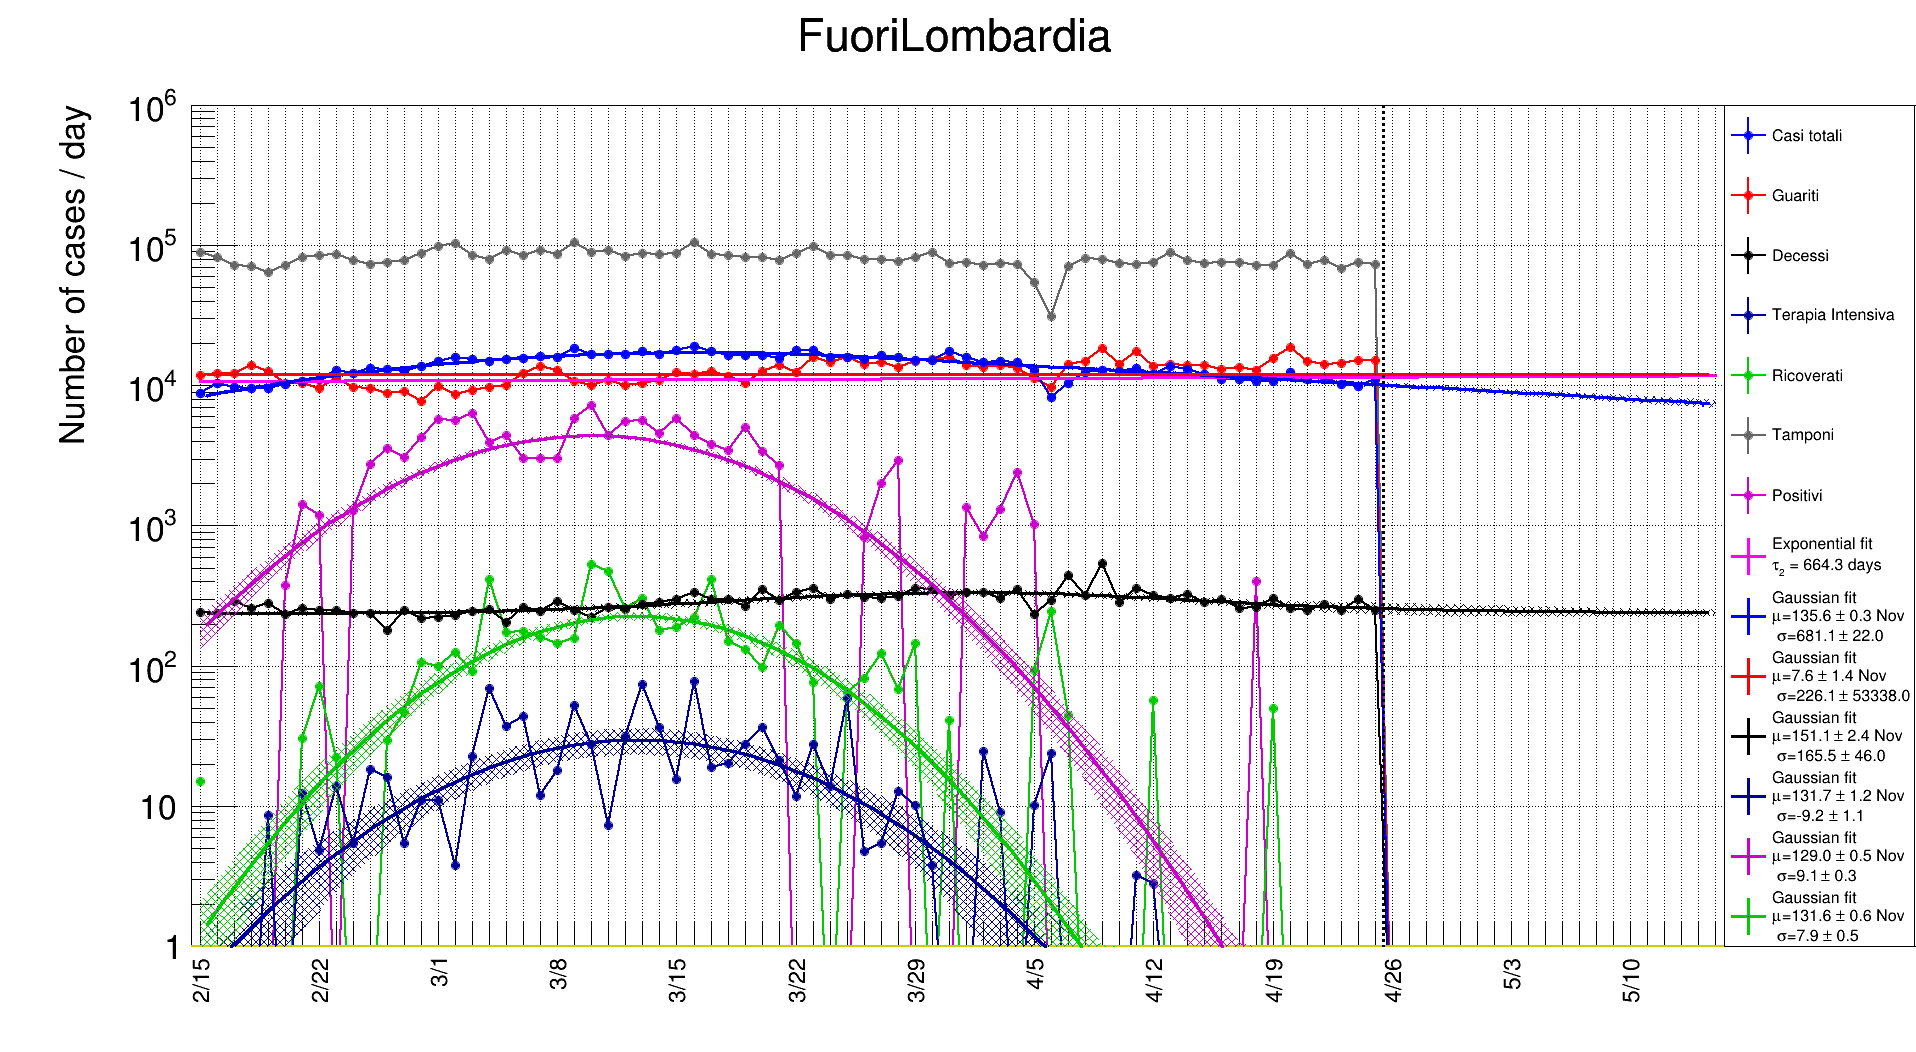 FuoriLombardia
Number of cases / day
10^6
10^5
10^4
10^3
10^2
10
1
2/15
2/22
3/1
3/8
3/15
3/22
3/29
4/5
4/12
4/19
4/26
5/3
5/10
Casi totali
Guariti
Decessi
Terapia Intensiva
Ricoverati
Tamponi
Positivi
Exponential fit
τ₂ = 664.3 days
Gaussian fit
μ=135.6 ± 0.3 Nov
σ=681.1 ± 22.0
Gaussian fit
μ=7.6 ± 1.4 Nov
σ=226.1 ± 53338.0
Gaussian fit
μ=151.1 ± 2.4 Nov
σ=165.5 ± 46.0
Gaussian fit
μ=131.7 ± 1.2 Nov
σ=-9.2 ± 1.1
Gaussian fit
μ=129.0 ± 0.5 Nov
σ=9.1 ± 0.3
Gaussian fit
μ=131.6 ± 0.6 Nov
σ=7.9 ± 0.5